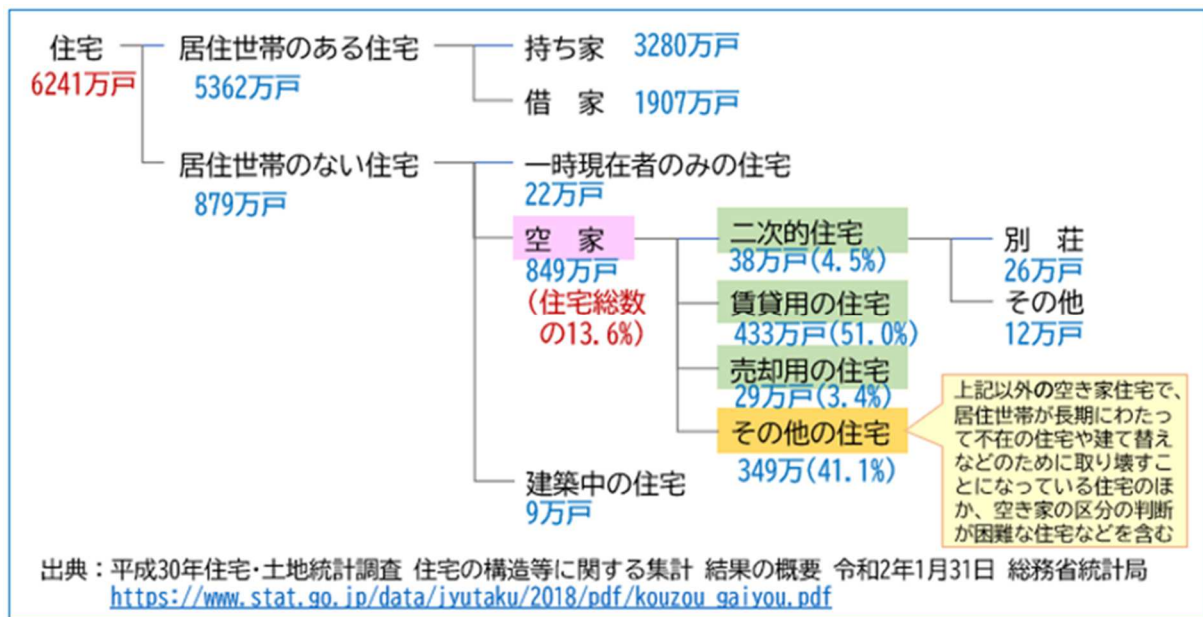 住宅
6241万戸
居住世帯のある住宅
5362万戸
持ち家 3280万戸
借 家 1907万戸
居住世帯のない住宅
879万戸
一時現在者のみの住宅
22万戸
空 家
849万戸
(住宅総数
の13.6%)
二次的住宅
38万戸(4.5%)
別 荘
26万戸
その他
12万戸
賃貸用の住宅
433万戸(51.0%)
売却用の住宅
29万戸(3.4%)
その他の住宅
349万(41.1%)
上記以外の空き家住宅で、
居住世帯が長期にわたっ
て不在の住宅や建て替え
などのために取り壊すこ
とになっている住宅のほ
か、空き家の区分の判断
が困難な住宅などを含む
建築中の住宅
9万戸
出典：平成30年住宅・土地統計調査 住宅の構造等に関する集計 結果の概要 令和2年1月31日 総務省統計局
https://www.stat.go.jp/data/jyutaku/2018/pdf/kouzou_gaiyou.pdf